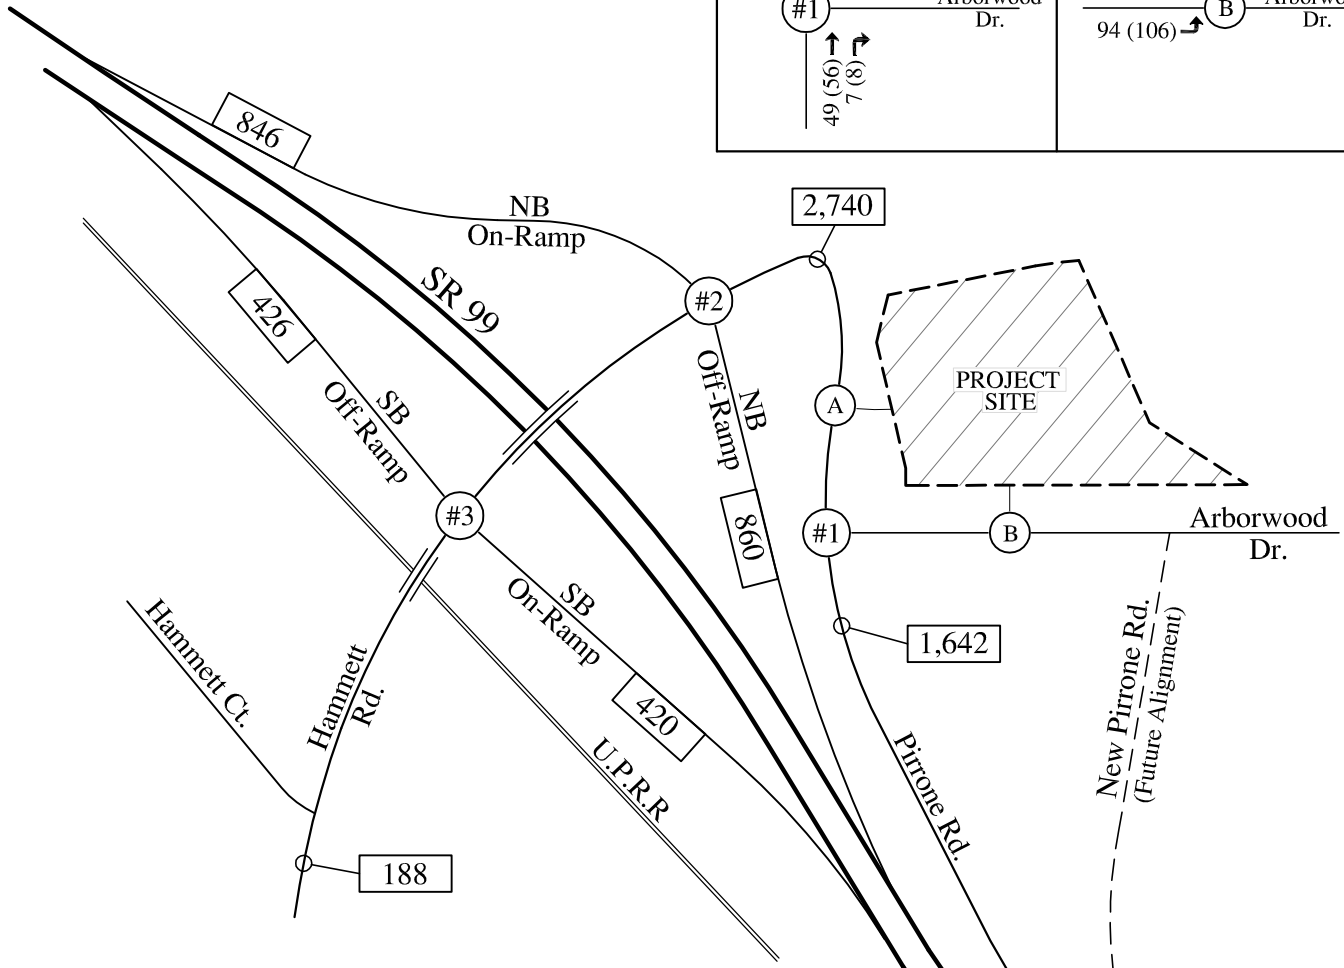 #1
Dr.
49 (56)
7 (8)
94 (106)
B
Dr.
846
2,740
NB
On-Ramp
SR 99
#2
426
SB
Off-Ramp
NB
Off-Ramp
A
PROJECT
SITE
#3
860
#1
B
Arborwood
Dr.
SB
On-Ramp
1,642
Hammett Ct.
Hammett
Rd.
420
U.P.R.R
Pirrone Rd.
New Pirrone Rd.
(Future Alignment)
188